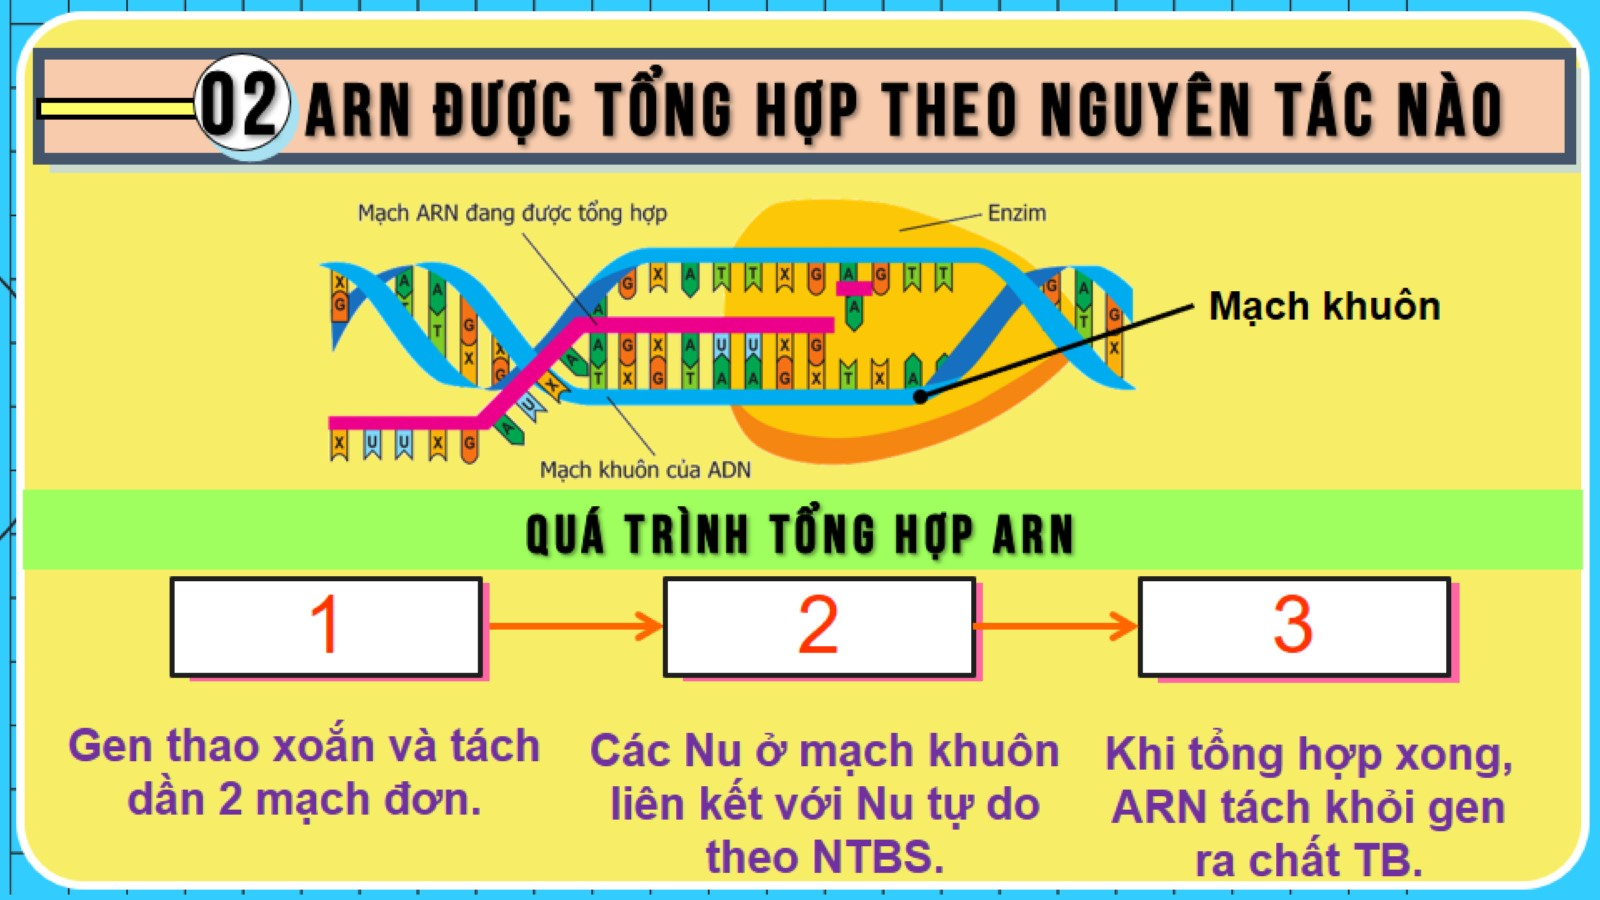 02 ARN ĐƯỢC TỔNG HỢP THEO NGUYÊN TÁC NÀO
Mạch ARN đang được tổng hợp
Enzim
Mạch khuôn
X A T A G X X G A
G X A T T X G A G T T
G A T G X
G X A U U X G A
A A
T X G T A A G X T X A
X U A
X U U X G
Mạch khuôn của ADN
QUÁ TRÌNH TỔNG HỢP ARN
1 2 3
Gen thao xoắn và tách
dần 2 mạch đơn.
Các Nu ở mạch khuôn
liên kết với Nu tự do
theo NTBS.
Khi tổng hợp xong,
ARN tách khỏi gen
ra chất TB.